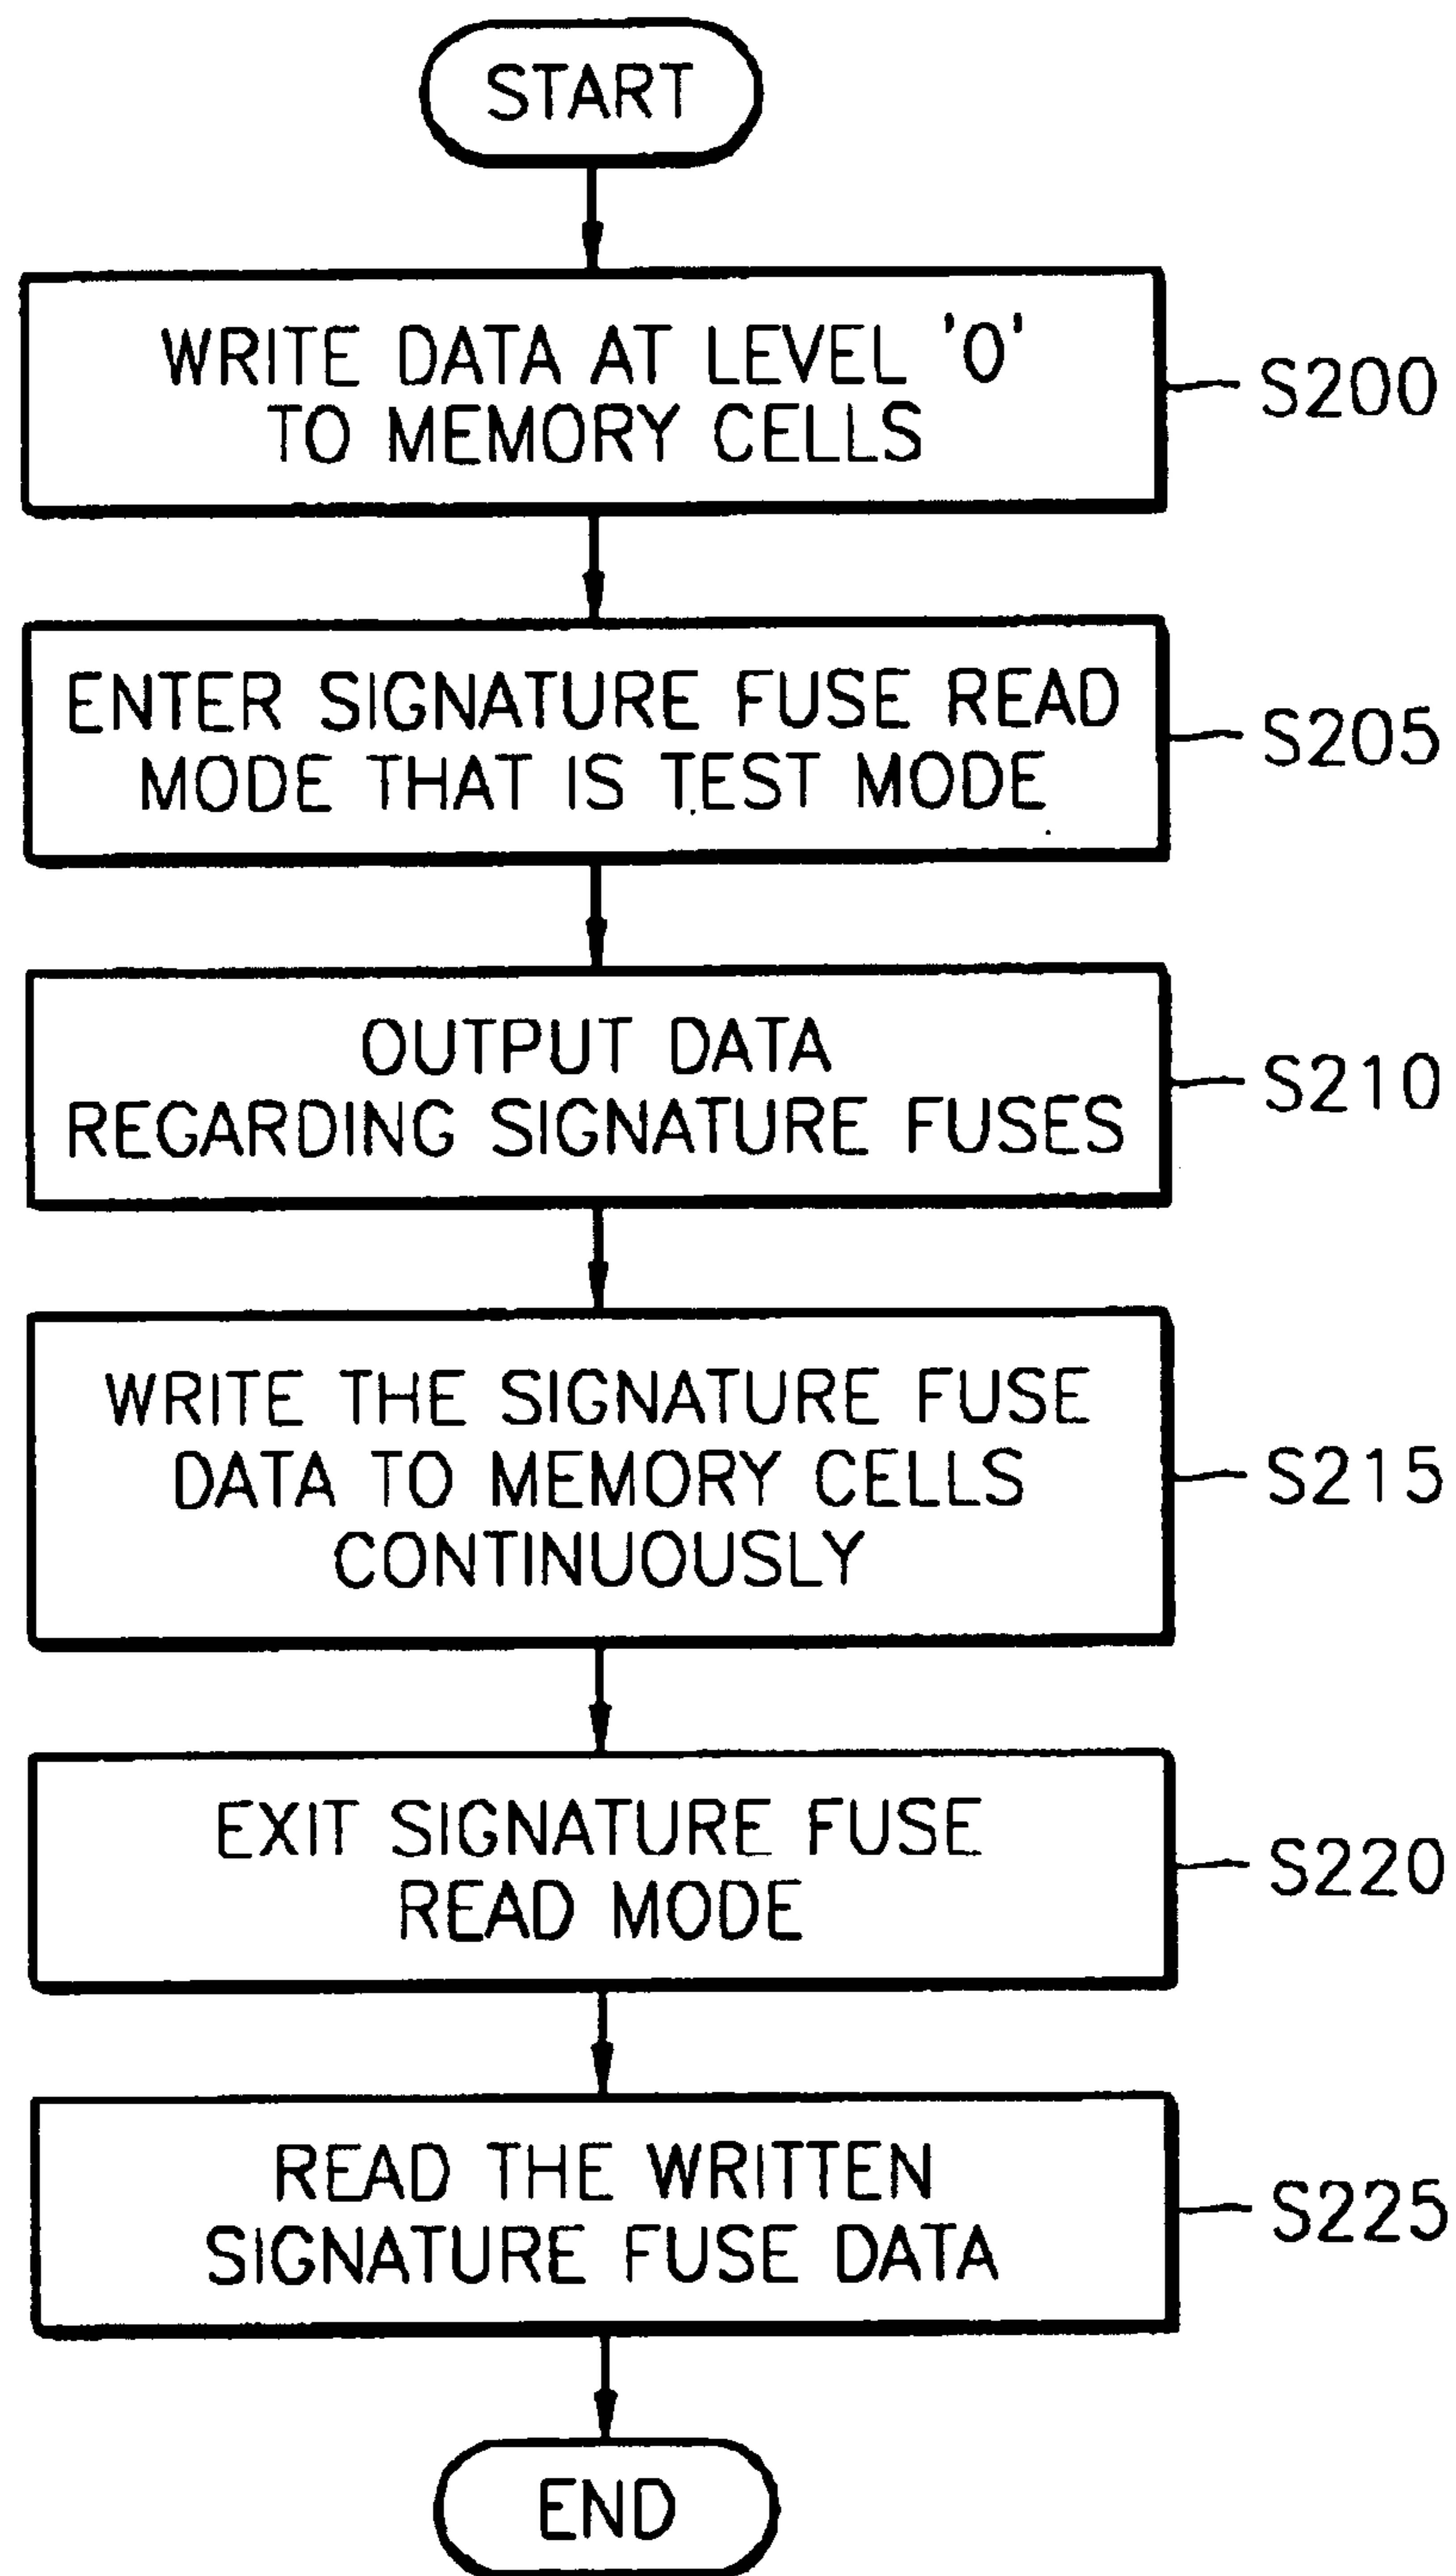 START
WRITE DATA AT LEVEL '0'
TO MEMORY CELLS
S200
ENTER SIGNATURE FUSE READ
MODE THAT IS TEST MODE
S205
OUTPUT DATA
REGARDING SIGNATURE FUSES
S210
WRITE THE SIGNATURE FUSE
DATA TO MEMORY CELLS
CONTINUOUSLY
S215
EXIT SIGNATURE FUSE
READ MODE
S220
READ THE WRITTEN
SIGNATURE FUSE DATA
S225
END